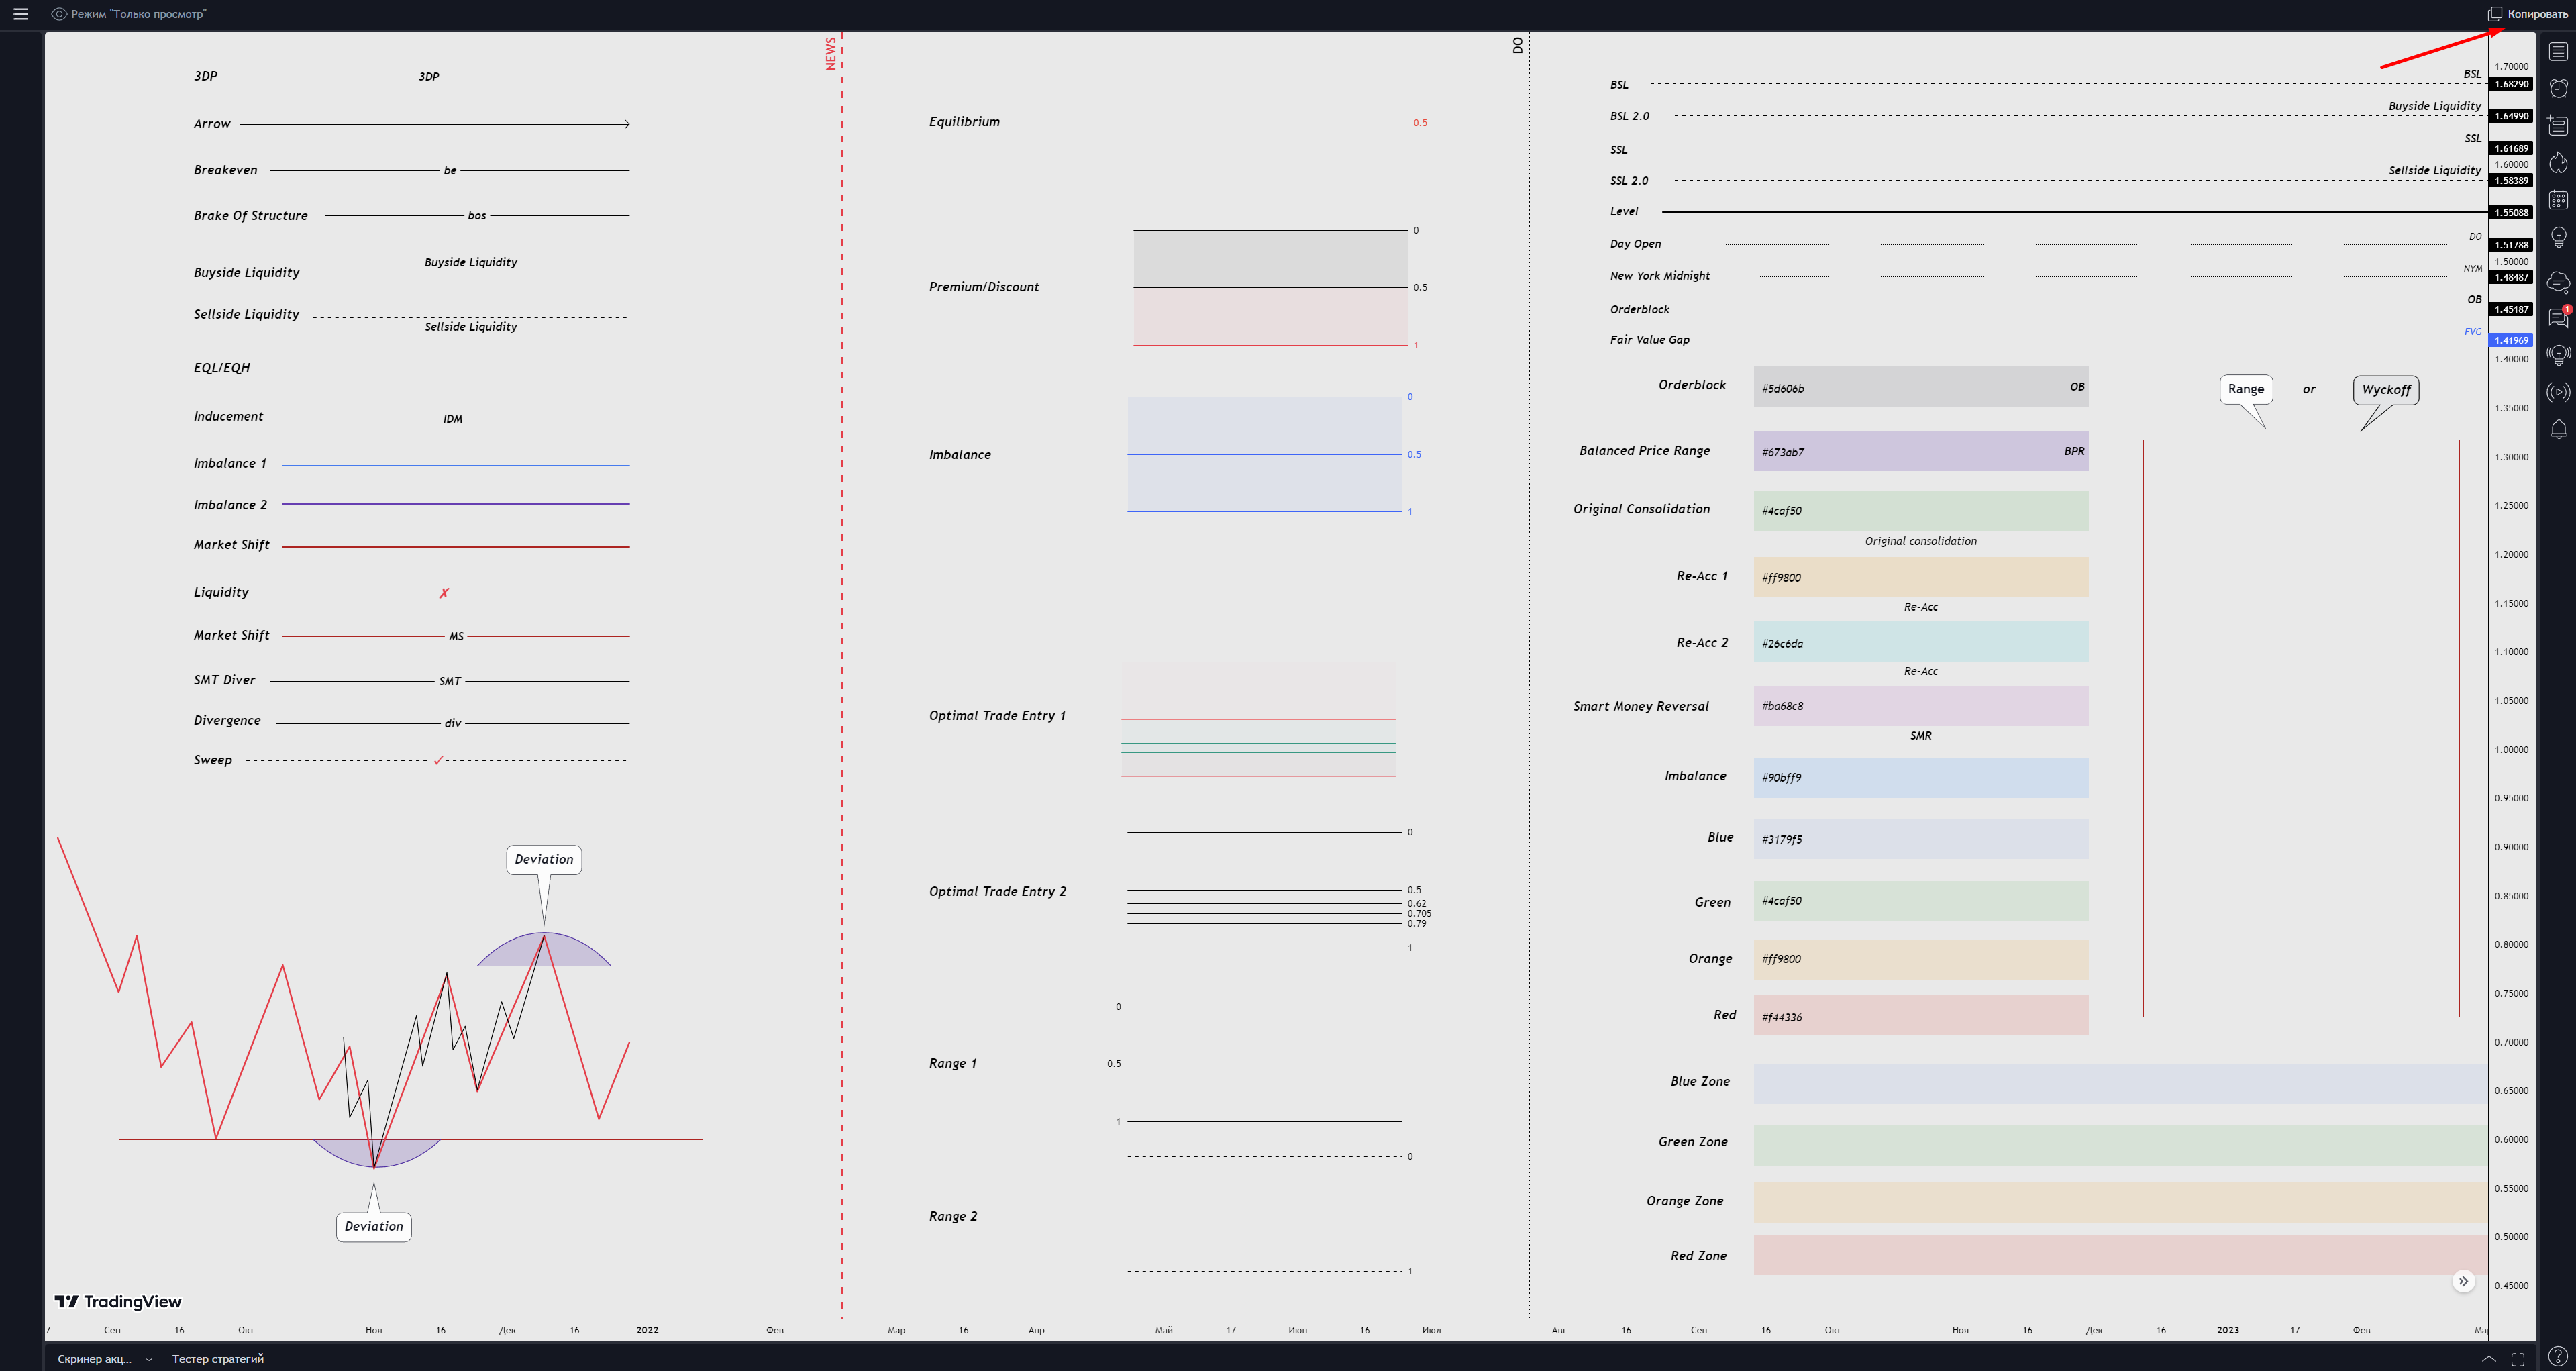 Режим "Только просмотр"
Копировать
3DP
3DP
Arrow
Breakeven
be
Brake Of Structure
bos
Buyside Liquidity
Buyside Liquidity
Sellside Liquidity
Sellside Liquidity
EQL/EQH
Inducement
IDM
Imbalance 1
Imbalance 2
Market Shift
Liquidity
✗
Market Shift
MS
SMT Diver
SMT
Divergence
div
Sweep
✓
Deviation
Deviation
TradingView
NEWS
Equilibrium
0.5
Premium/Discount
0
0.5
1
Imbalance
0
0.5
1
Optimal Trade Entry 1
Optimal Trade Entry 2
0
0.5
0.62
0.705
0.79
1
Range 1
0
0.5
1
Range 2
0
1
DO
BSL
BSL
BSL 2.0
Buyside Liquidity
SSL
SSL
SSL 2.0
Sellside Liquidity
Level
Day Open
DO
New York Midnight
NYM
Orderblock
OB
Fair Value Gap
FVG
Orderblock
#5d606b
OB
Balanced Price Range
#673ab7
BPR
Original Consolidation
#4caf50
Original consolidation
Re-Acc 1
#ff9800
Re-Acc
Re-Acc 2
#26c6da
Re-Acc
Smart Money Reversal
#ba68c8
SMR
Imbalance
#90bff9
Blue
#3179f5
Green
#4caf50
Orange
#ff9800
Red
#f44336
Blue Zone
Green Zone
Orange Zone
Red Zone
Range
or
Wyckoff
1.70000
1.68290
1.64990
1.61689
1.60000
1.58389
1.55088
1.51788
1.50000
1.48487
1.45187
1.41969
1.40000
1.35000
1.30000
1.25000
1.20000
1.15000
1.10000
1.05000
1.00000
0.95000
0.90000
0.85000
0.80000
0.75000
0.70000
0.65000
0.60000
0.55000
0.50000
0.45000
1
7 Сен 16 Окт Ноя 16 Дек 16 2022 Фев Мар 16 Апр Май 17 Июн 16 Июл Авг 16 Сен 16 Окт Ноя 16 Дек 16 2023 17 Фев
Скринер акц... Тестер стратегий